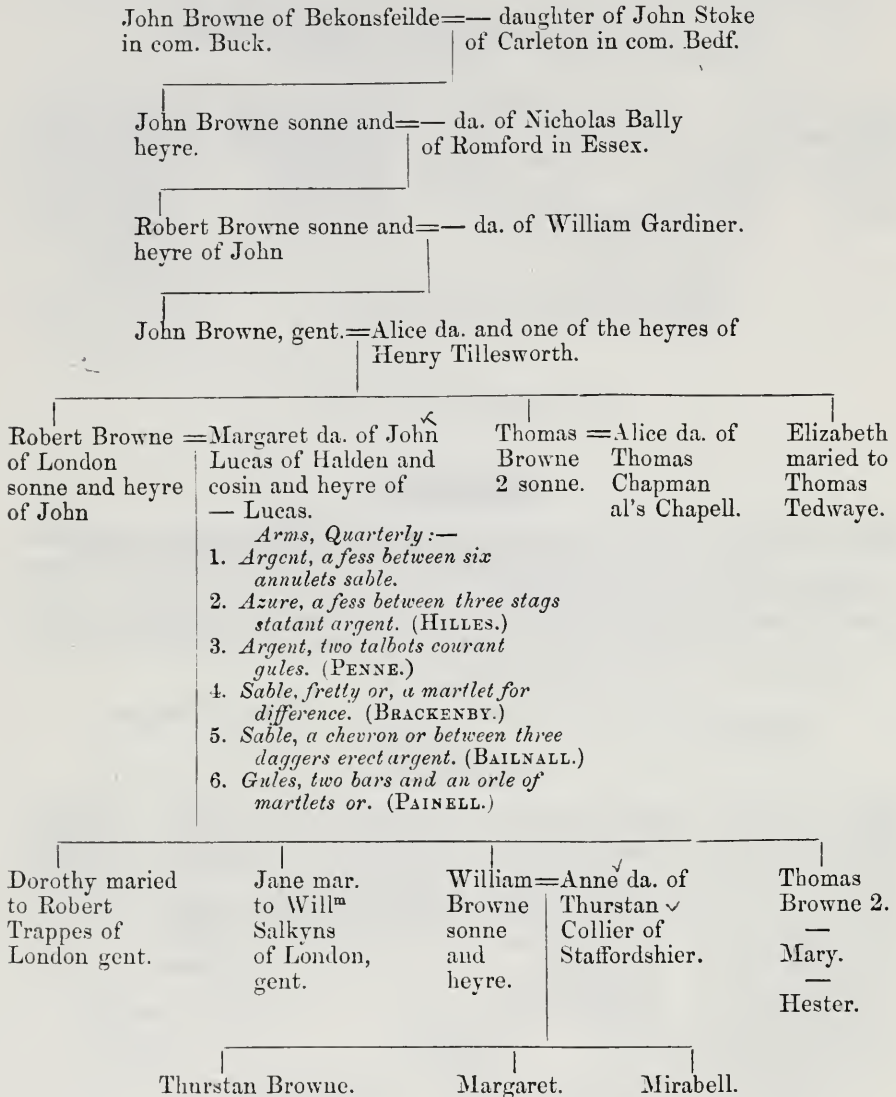 John Browne of Bekonsfeilde=— daughter of John Stoke
in com. Buck.
of Carleton in com. Bedf.
John Browne sonne and=— da. of Nicholas Bally
heyre.
of Romford in Essex.
Robert Browne sonne and=— da. of William Gardiner.
heyre of John
John Browne, gent.=Alice da. and one of the heyres of
Henry Tillesworth.
Robert Browne
of London
sonne and heyre
of John
=Margaret da. of John
Lucas of Halden and
cosin and heyre of
— Lucas.
Arms, Quarterly:—
1. Argent, a fess between six
annulets sable.
2. Azure, a fess between three stags
statant argent. (HILLES.)
3. Argent, two talbots courant
gules. (PENNE.)
4. Sable, fretty or, a martlet for
difference. (BRACKENBY.)
5. Sable, a chevron or between three
daggers erect argent. (BAILNALL.)
6. Gules, two bars and an orle of
martlets or. (PAINELL.)
Thomas
Browne
2 sonne.
=Alice da. of
Thomas
Chapman
al's Chapell.
Elizabeth
maried to
Thomas
Tedwaye.
Dorothy maried
to Robert
Trappes of
London gent.
Jane mar.
to Willᵐ
Salkyns
of London,
gent.
William
Browne
sonne
and
heyre.
=Anne da. of
Thurstan
Collier of
Staffordshier.
Thomas
Browne 2.
—
Mary.
—
Hester.
Thurstan Browne. Margaret. Mirabell.